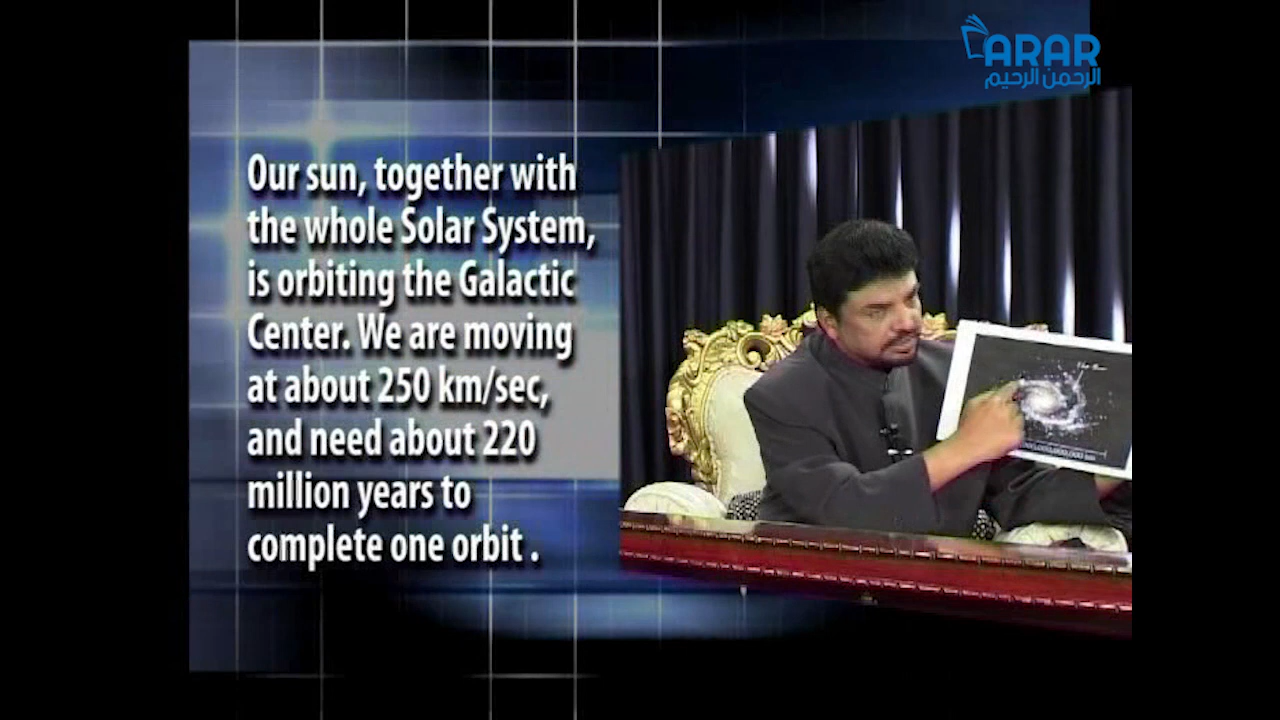 ARAR
الرحمن الرحيم
Our sun, together with
the whole Solar System,
is orbiting the Galactic
Center. We are moving
at about 250 km/sec,
and need about 220
million years to
complete one orbit .